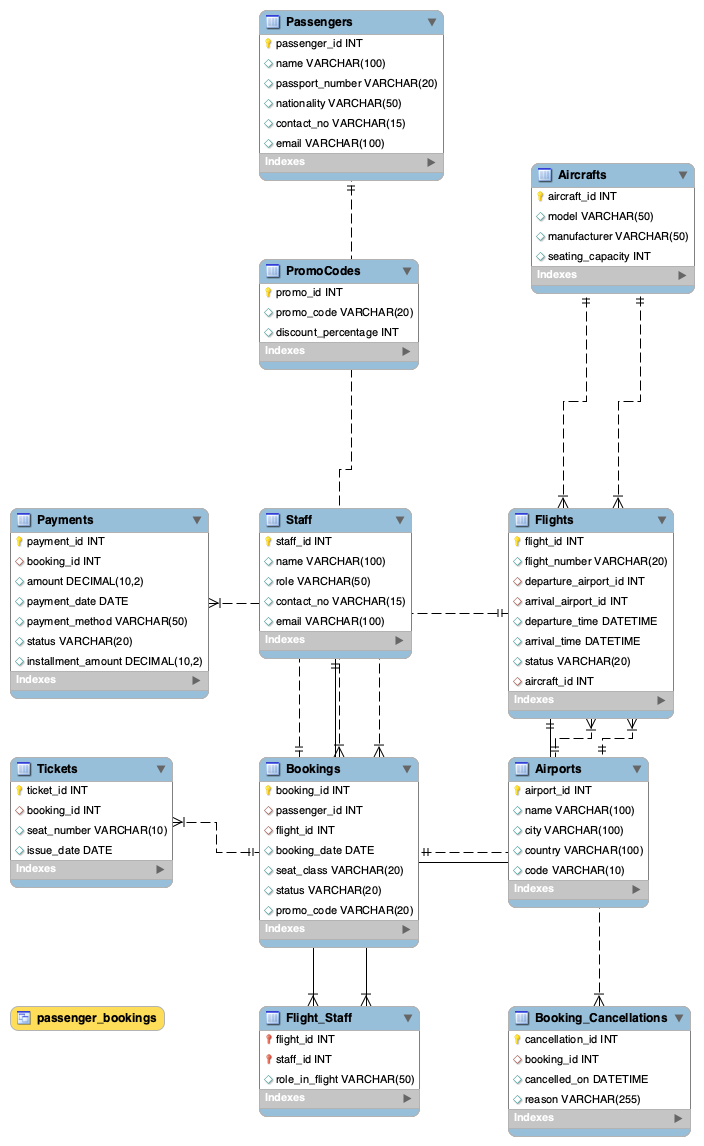 Passengers
passenger_id INT
name VARCHAR(100)
passport_number VARCHAR(20)
nationality VARCHAR(50)
contact_no VARCHAR(15)
email VARCHAR(100)
Indexes
Aircrafts
aircraft_id INT
model VARCHAR(50)
manufacturer VARCHAR(50)
seating_capacity INT
Indexes
PromoCodes
promo_id INT
promo_code VARCHAR(20)
discount_percentage INT
Indexes
Payments
payment_id INT
booking_id INT
amount DECIMAL(10,2)
payment_date DATE
payment_method VARCHAR(50)
status VARCHAR(20)
installment_amount DECIMAL(10,2)
Indexes
Staff
staff_id INT
name VARCHAR(100)
role VARCHAR(50)
contact_no VARCHAR(15)
email VARCHAR(100)
Indexes
Flights
flight_id INT
flight_number VARCHAR(20)
departure_airport_id INT
arrival_airport_id INT
departure_time DATETIME
arrival_time DATETIME
status VARCHAR(20)
aircraft_id INT
Indexes
Tickets
ticket_id INT
booking_id INT
seat_number VARCHAR(10)
issue_date DATE
Indexes
Bookings
booking_id INT
passenger_id INT
flight_id INT
booking_date DATE
seat_class VARCHAR(20)
status VARCHAR(20)
promo_code VARCHAR(20)
Indexes
Airports
airport_id INT
name VARCHAR(100)
city VARCHAR(100)
country VARCHAR(100)
code VARCHAR(10)
Indexes
passenger_bookings
Flight_Staff
flight_id INT
staff_id INT
role_in_flight VARCHAR(50)
Indexes
Booking_Cancellations
cancellation_id INT
booking_id INT
cancelled_on DATETIME
reason VARCHAR(255)
Indexes